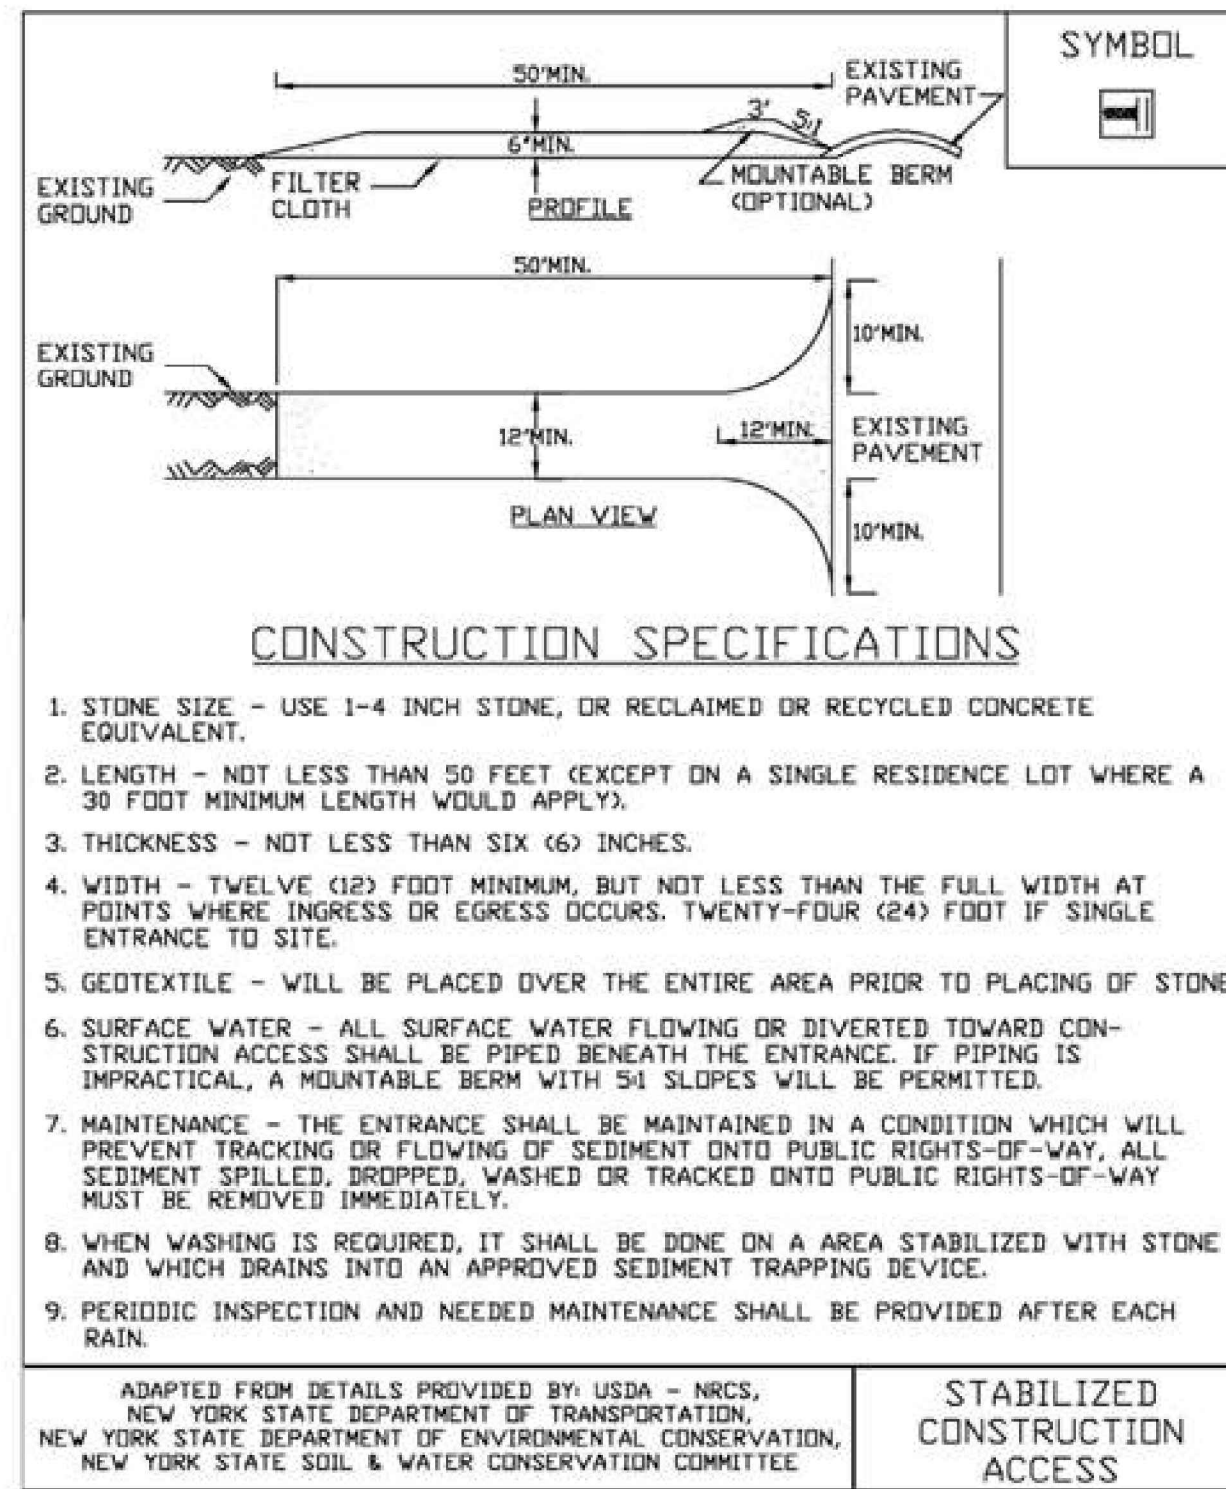 SYMBOL
50'MIN.
EXISTING
PAVEMENT
3'
5:1
6"MIN.
EXISTING
GROUND
FILTER
CLOTH
PROFILE
MOUNTABLE BERM
(OPTIONAL)
50'MIN.
10'MIN.
EXISTING
GROUND
12'MIN.
12'MIN.
EXISTING
PAVEMENT
PLAN VIEW
10'MIN.
CONSTRUCTION SPECIFICATIONS
1. STONE SIZE - USE 1-4 INCH STONE, OR RECLAIMED OR RECYCLED CONCRETE
EQUIVALENT.
2. LENGTH - NOT LESS THAN 50 FEET (EXCEPT ON A SINGLE RESIDENCE LOT WHERE A
30 FOOT MINIMUM LENGTH WOULD APPLY).
3. THICKNESS - NOT LESS THAN SIX (6) INCHES.
4. WIDTH - TWELVE (12) FOOT MINIMUM, BUT NOT LESS THAN THE FULL WIDTH AT
POINTS WHERE INGRESS OR EGRESS OCCURS. TWENTY-FOUR (24) FOOT IF SINGLE
ENTRANCE TO SITE.
5. GEOTEXTILE - WILL BE PLACED OVER THE ENTIRE AREA PRIOR TO PLACING OF STONE
6. SURFACE WATER - ALL SURFACE WATER FLOWING OR DIVERTED TOWARD CON-
STRUCTION ACCESS SHALL BE PIPED BENEATH THE ENTRANCE. IF PIPING IS
IMPRACTICAL, A MOUNTABLE BERM WITH 5:1 SLOPES WILL BE PERMITTED.
7. MAINTENANCE - THE ENTRANCE SHALL BE MAINTAINED IN A CONDITION WHICH WILL
PREVENT TRACKING OR FLOWING OF SEDIMENT ONTO PUBLIC RIGHTS-OF-WAY, ALL
SEDIMENT SPILLED, DROPPED, WASHED OR TRACKED ONTO PUBLIC RIGHTS-OF-WAY
MUST BE REMOVED IMMEDIATELY.
8. WHEN WASHING IS REQUIRED, IT SHALL BE DONE ON A AREA STABILIZED WITH STONE
AND WHICH DRAINS INTO AN APPROVED SEDIMENT TRAPPING DEVICE.
9. PERIODIC INSPECTION AND NEEDED MAINTENANCE SHALL BE PROVIDED AFTER EACH
RAIN.
ADAPTED FROM DETAILS PROVIDED BY: USDA - NRCS,
NEW YORK STATE DEPARTMENT OF TRANSPORTATION,
NEW YORK STATE DEPARTMENT OF ENVIRONMENTAL CONSERVATION,
NEW YORK STATE SOIL & WATER CONSERVATION COMMITTEE
STABILIZED
CONSTRUCTION
ACCESS